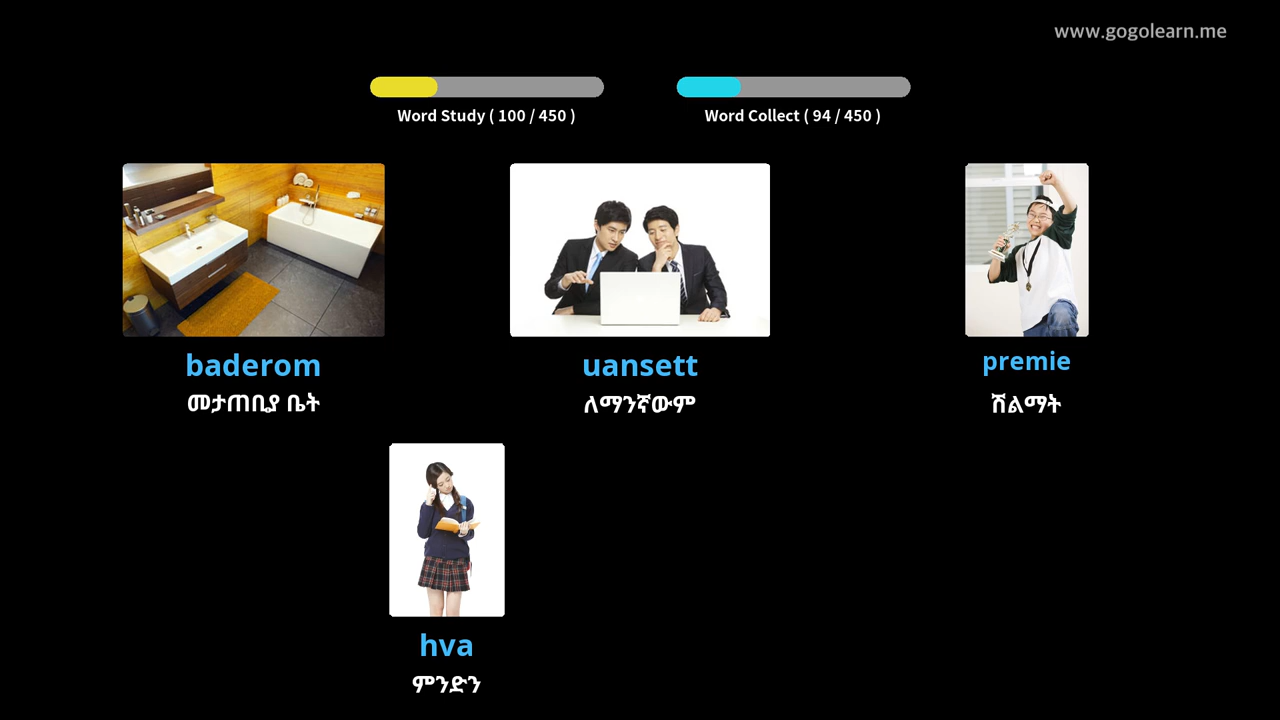 www.gogolearn.me
Word Study ( 100 / 450 )
Word Collect ( 94 / 450 )
baderom
መታጠቢያ ቤት
uansett
ለማንኛውም
premie
ሽልማት
hva
ምንድን